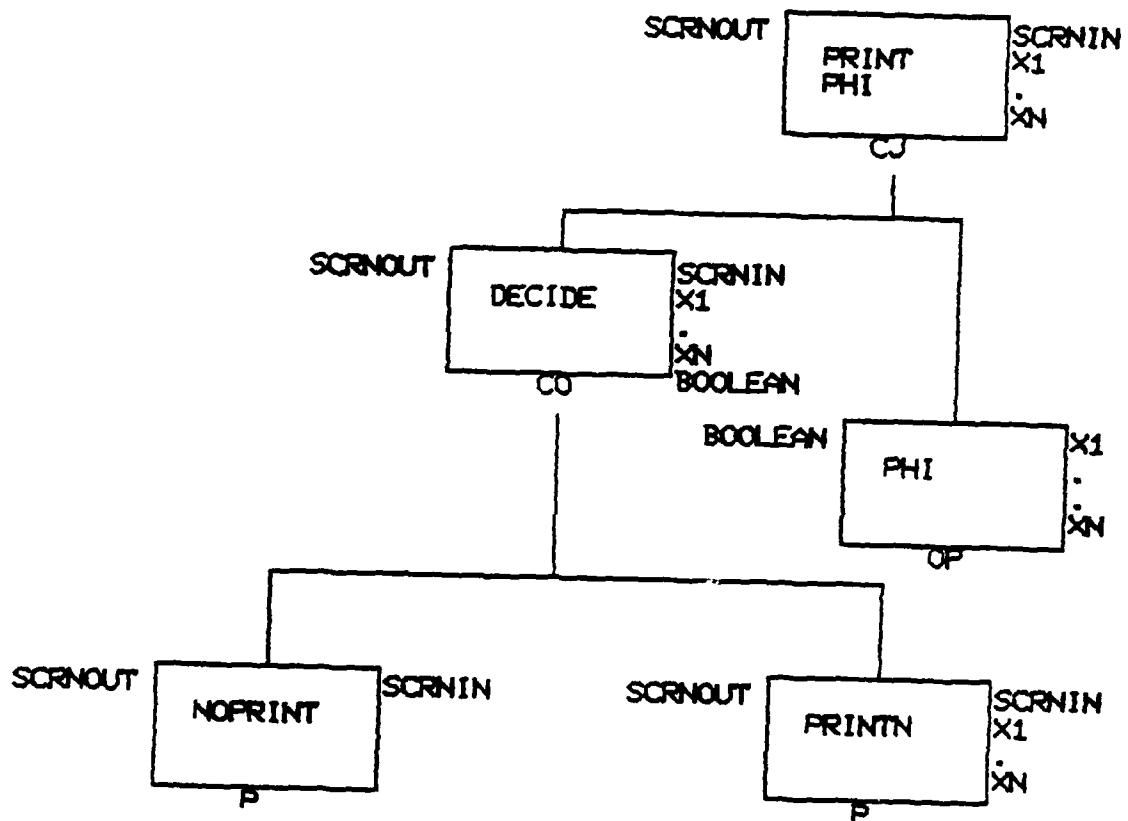 SCRNOUT
PRINT
PHI
SCRNIN
X1
.
XN
CJ
SCRNOUT
DECIDE
SCRNIN
X1
.
XN
BOOLEAN
CO
BOOLEAN
PHI
X1
.
.
XN
OP
SCRNOUT
NOPRINT
SCRNIN
P
SCRNOUT
PRINTN
SCRNIN
X1
.
XN
P